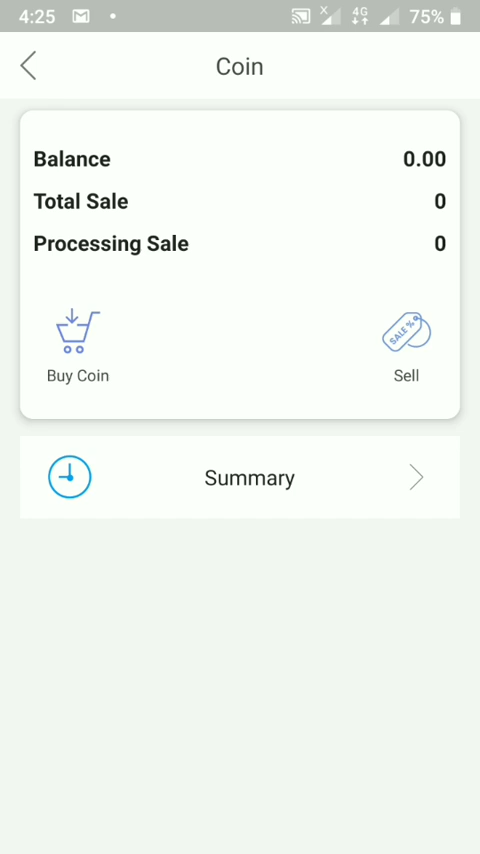 4:25 4G 75%
Coin
Balance 0.00
Total Sale 0
Processing Sale 0
SALE %
Buy Coin Sell
Summary